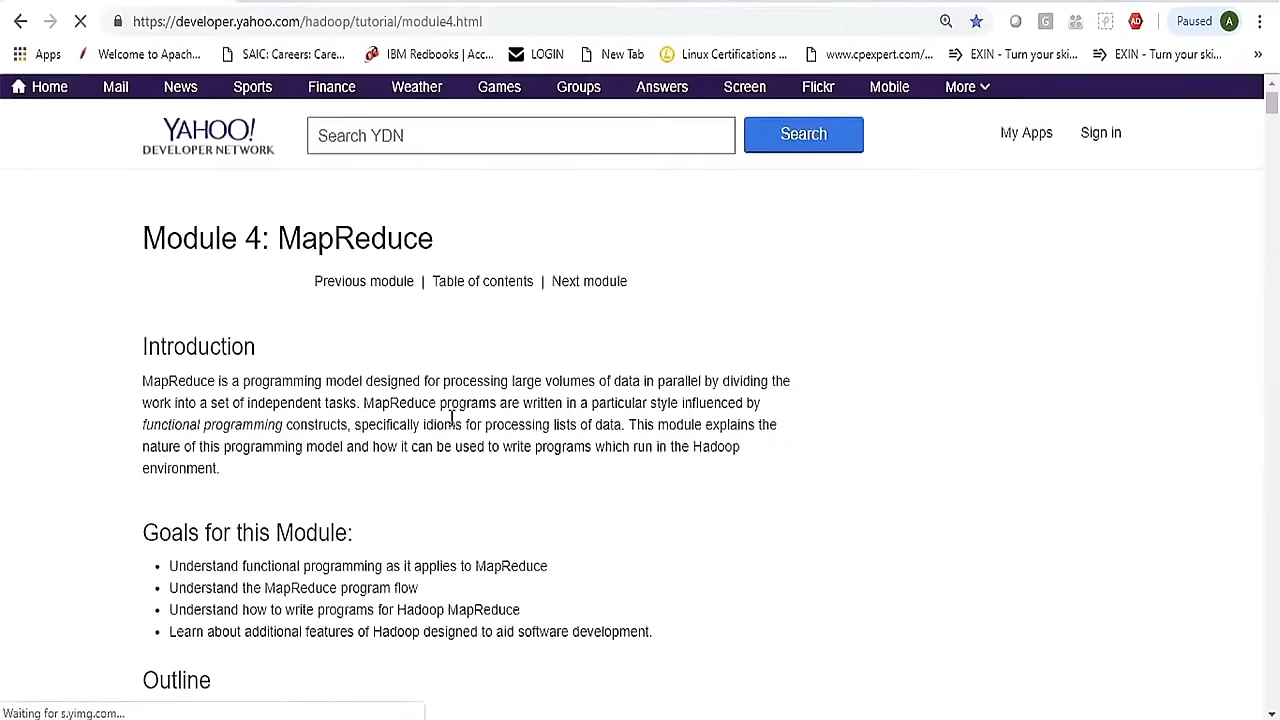 https://developer.yahoo.com/hadoop/tutorial/module4.html
Paused A
Apps Welcome to Apach... SAIC: Careers: Care... IBM Redbooks | Acc... LOGIN New Tab Linux Certifications ... www.cpexpert.com/... EXIN - Turn your ski... EXIN - Turn your ski... »
Home Mail News Sports Finance Weather Games Groups Answers Screen Flickr Mobile More
YAHOO!
DEVELOPER NETWORK
Search YDN
Search
My Apps Sign in
Module 4: MapReduce
Previous module | Table of contents | Next module
Introduction
MapReduce is a programming model designed for processing large volumes of data in parallel by dividing the
work into a set of independent tasks. MapReduce programs are written in a particular style influenced by
functional programming constructs, specifically idioms for processing lists of data. This module explains the
nature of this programming model and how it can be used to write programs which run in the Hadoop
environment.
Goals for this Module:
• Understand functional programming as it applies to MapReduce
• Understand the MapReduce program flow
• Understand how to write programs for Hadoop MapReduce
• Learn about additional features of Hadoop designed to aid software development.
Outline
Waiting for s.yimg.com...